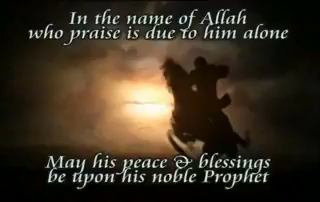 In the name of Allah
who praise is due to him alone
May his peace & blessings
be upon his noble Prophet